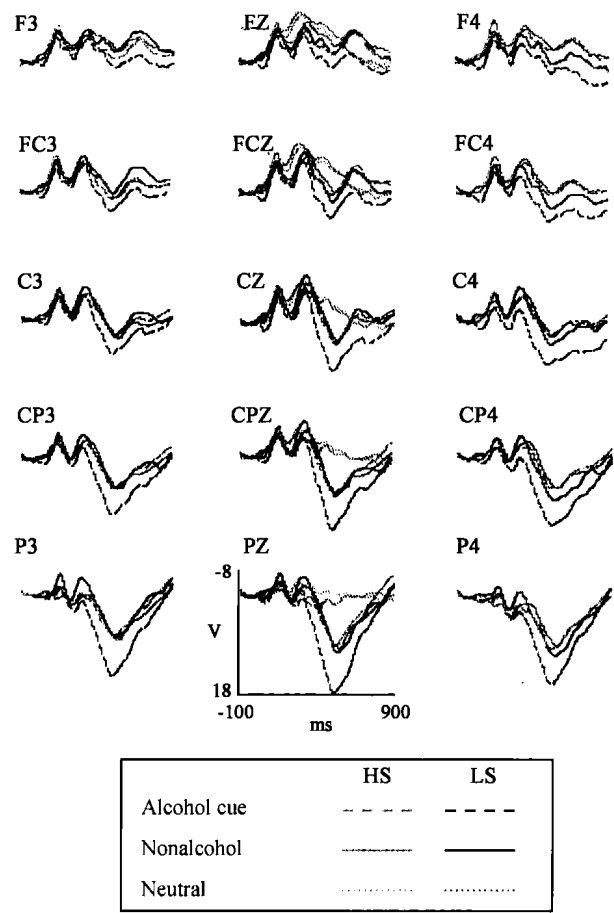 F3 FZ F4
FC3 FCZ FC4
C3 CZ C4
CP3 CPZ CP4
P3 PZ P4
-8
V
18
-100 900
ms
HS LS
Alcohol cue
Nonalcohol
Neutral